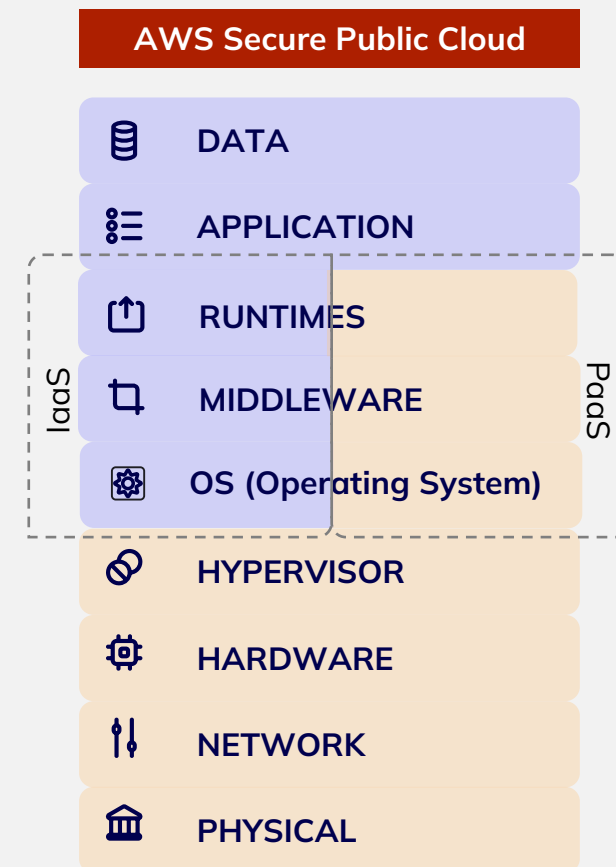 AWS Secure Public Cloud
DATA
APPLICATION
RUNTIMES
IaaS
PaaS
MIDDLEWARE
OS (Operating System)
HYPERVISOR
HARDWARE
NETWORK
PHYSICAL